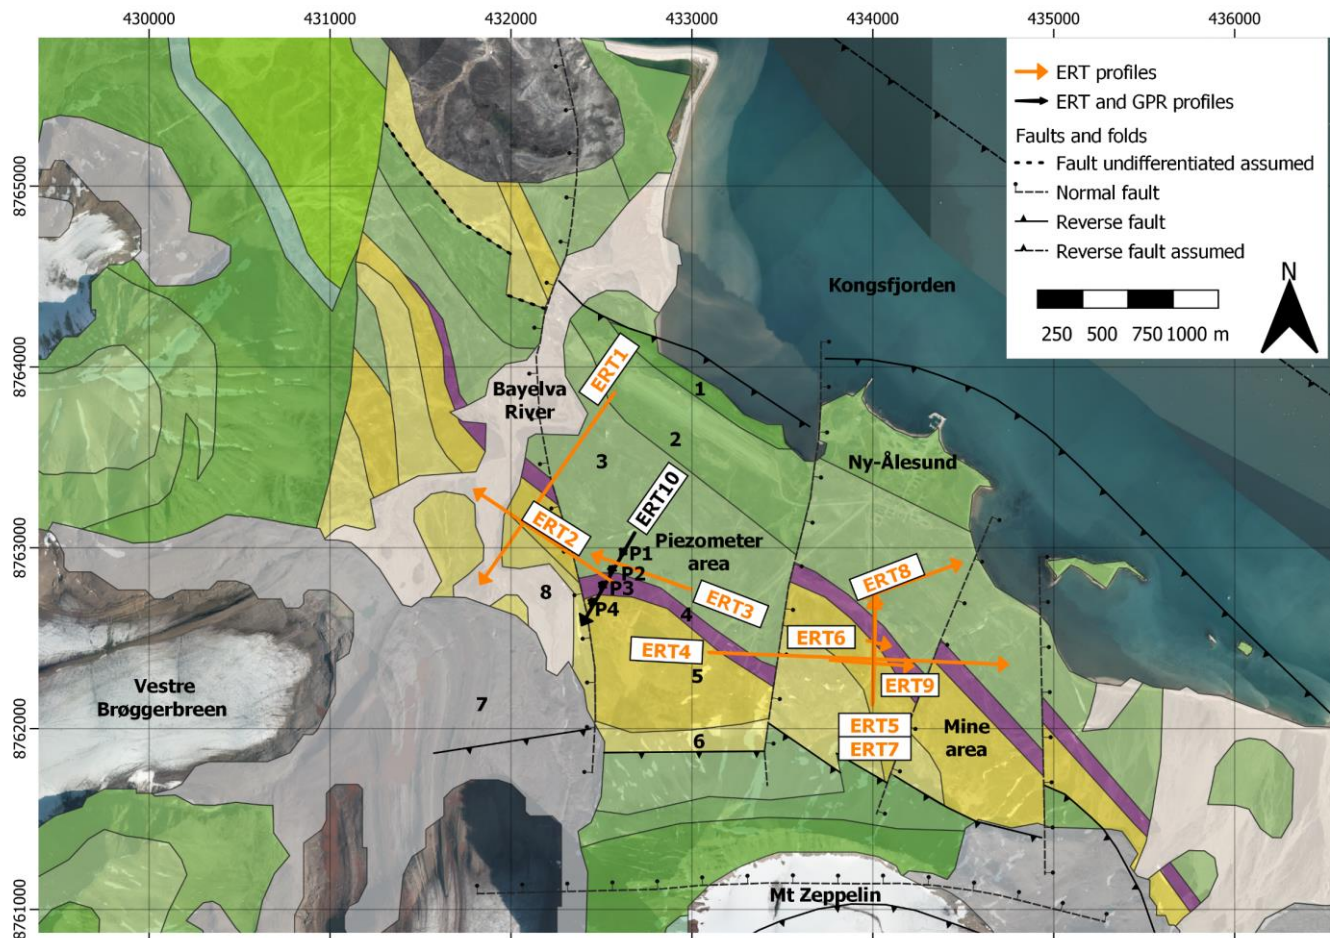 430000 431000 432000 433000 434000 435000 436000
8765000
8764000
8763000
8762000
8761000
ERT profiles
ERT and GPR profiles
Faults and folds
Fault undifferentiated assumed
Normal fault
Reverse fault
Reverse fault assumed
N
250 500 750 1000 m
Kongsfjorden
ERT1
Bayelva
River
1
2
3
Ny-Ålesund
ERT10
ERT2
Piezometer
area
P1
P2
P3
P4
ERT8
8
ERT3
4
ERT6
ERT4
5
ERT9
Vestre
Brøggerbreen
7
6
ERT5
ERT7
Mine
area
Mt Zeppelin